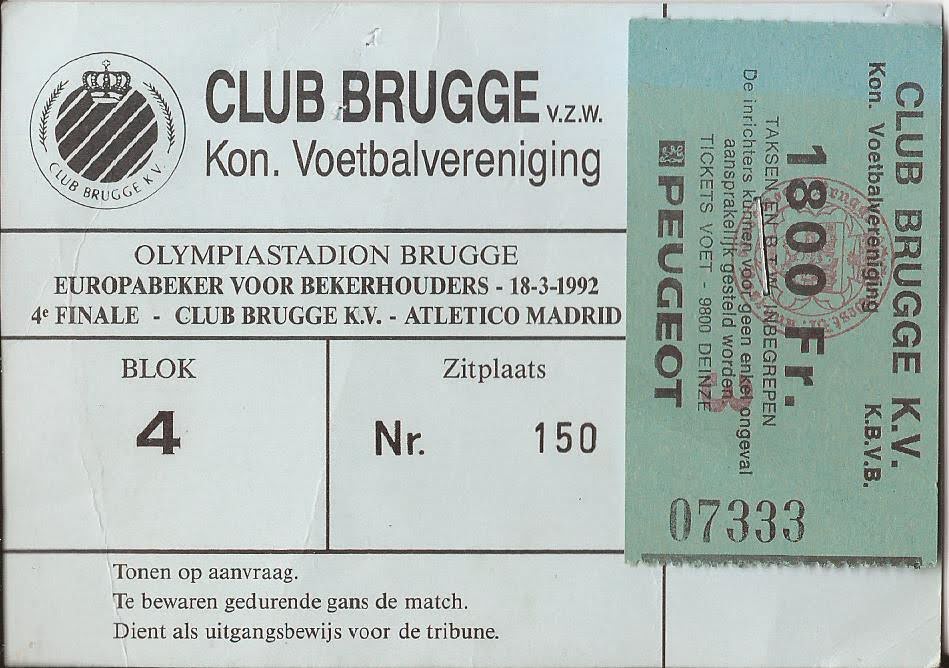 CLUB BRUGGE K.V.
CLUB BRUGGE v.z.w.
Kon. Voetbalvereniging
OLYMPIASTADION BRUGGE
EUROPABEKER VOOR BEKERHOUDERS - 18-3-1992
4e FINALE - CLUB BRUGGE K.V. - ATLETICO MADRID
BLOK
4
Zitplaats
Nr. 150
Tonen op aanvraag.
Te bewaren gedurende gans de match.
Dient als uitgangsbewijs voor de tribune.
CLUB BRUGGE K.V.
Kon. Voetbalvereniging K.B.V.B.
1800 Fr.
TAKSEN EN B.T.W. INBEGREPEN
De inrichters kunnen voor geen enkel ongeval
aansprakelijk gesteld worden
TICKETS VOET - 9800 DEINZE
PEUGEOT
07333